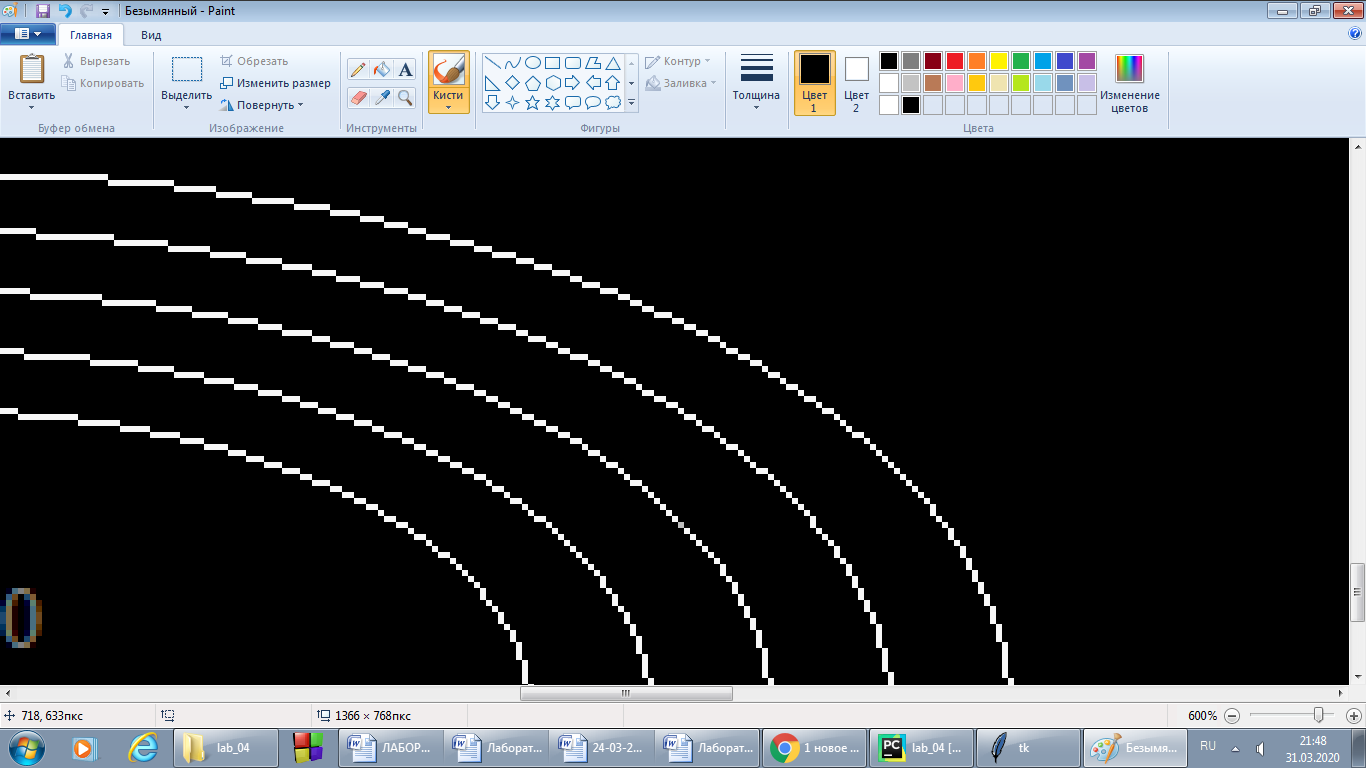 Безымянный - Paint
Главная Вид
Вставить
Вырезать
Копировать
Буфер обмена
Выделить
Обрезать
Изменить размер
Повернуть
Изображение
A
Инструменты
Кисти
Контур
Заливка
Фигуры
Толщина
Цвет
1
Цвет
2
Изменение
цветов
Цвета
0
718, 633пкс
1366 × 768пкс
600%
lab_04
ЛАБОР...
Лаборат...
24-03-2...
Лаборат...
1 новое ...
lab_04 [...
tk
Безымя...
RU
21:48
31.03.2020